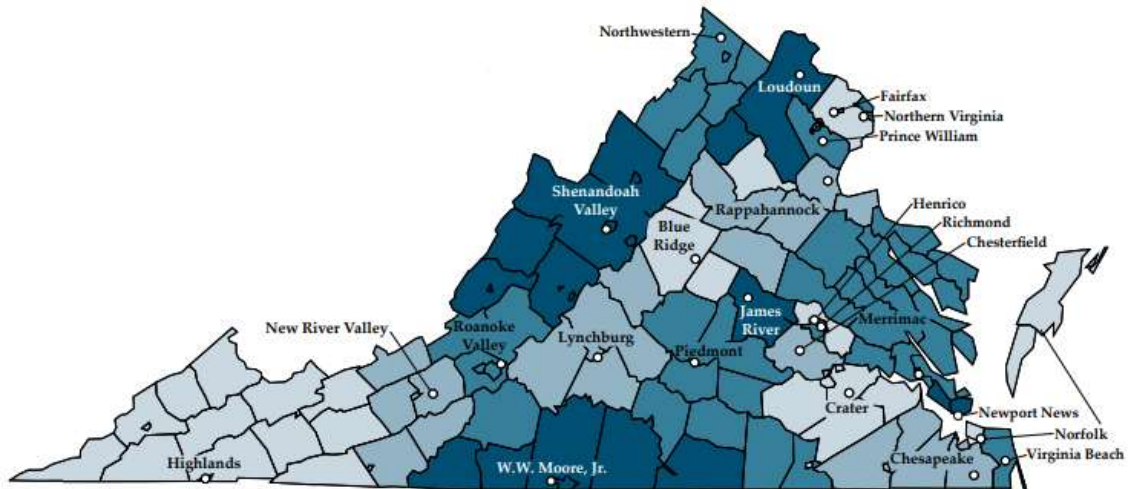 Northwestern
Loudoun
Fairfax
Northern Virginia
Prince William
Shenandoah
Valley
Rappahannock
Henrico
Richmond
Chesterfield
Blue
Ridge
James
River
Merrimac
New River Valley
Roanoke
Valley
Lynchburg
Piedmont
Crater
Newport News
Norfolk
Virginia Beach
Chesapeake
Highlands
W.W. Moore, Jr.